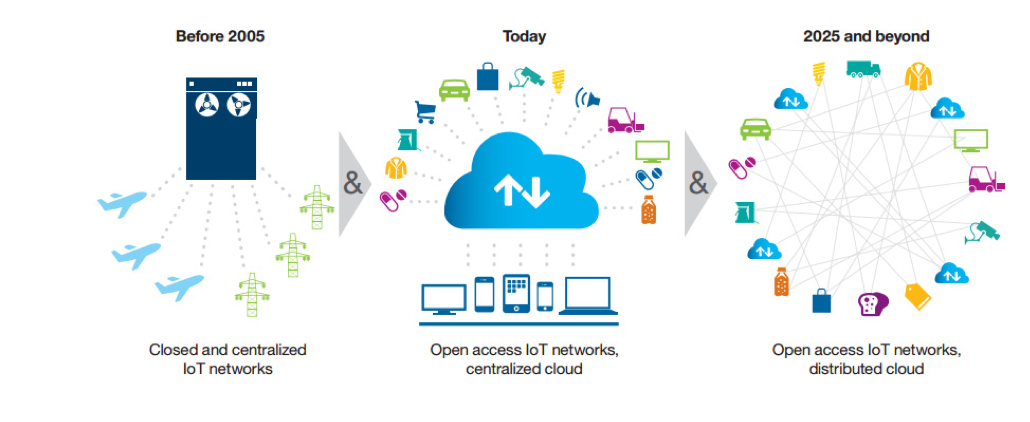 Before 2005
Today
2025 and beyond
&
&
Closed and centralized
IoT networks
Open access IoT networks,
centralized cloud
Open access IoT networks,
distributed cloud